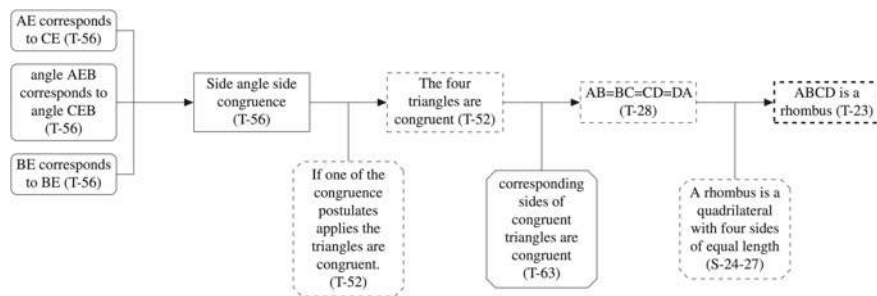 AE corresponds
to CE (T-56)
angle AEB
corresponds to
angle CEB
(T-56)
BE corresponds
to BE (T-56)
Side angle side
congruence
(T-56)
The four
triangles are
congruent (T-52)
AB=BC=CD=DA
(T-28)
ABCD is a
rhombus (T-23)
If one of the
congruence
postulates
applies the
triangles are
congruent.
(T-52)
corresponding
sides of
congruent
triangles are
congruent
(T-63)
A rhombus is a
quadrilateral
with four sides
of equal length
(S-24-27)